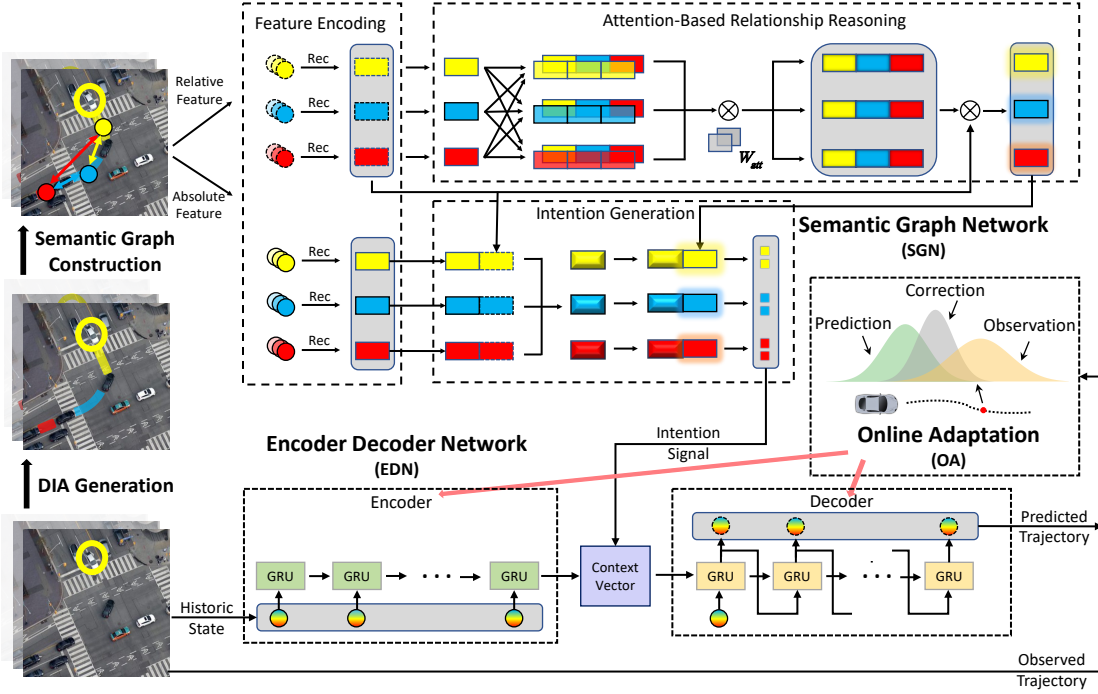 Feature Encoding
Attention-Based Relationship Reasoning
Relative
Feature
Absolute
Feature
Rec
Rec
Rec
W_att
Semantic Graph
Construction
Intention Generation
Semantic Graph Network
(SGN)
Rec
Rec
Rec
Correction
Prediction
Observation
Online Adaptation
(OA)
Encoder Decoder Network
(EDN)
Intention
Signal
DIA Generation
Encoder
Decoder
GRU
GRU
. . .
GRU
Context
Vector
GRU
GRU
. . .
GRU
Predicted
Trajectory
Historic
State
Observed
Trajectory